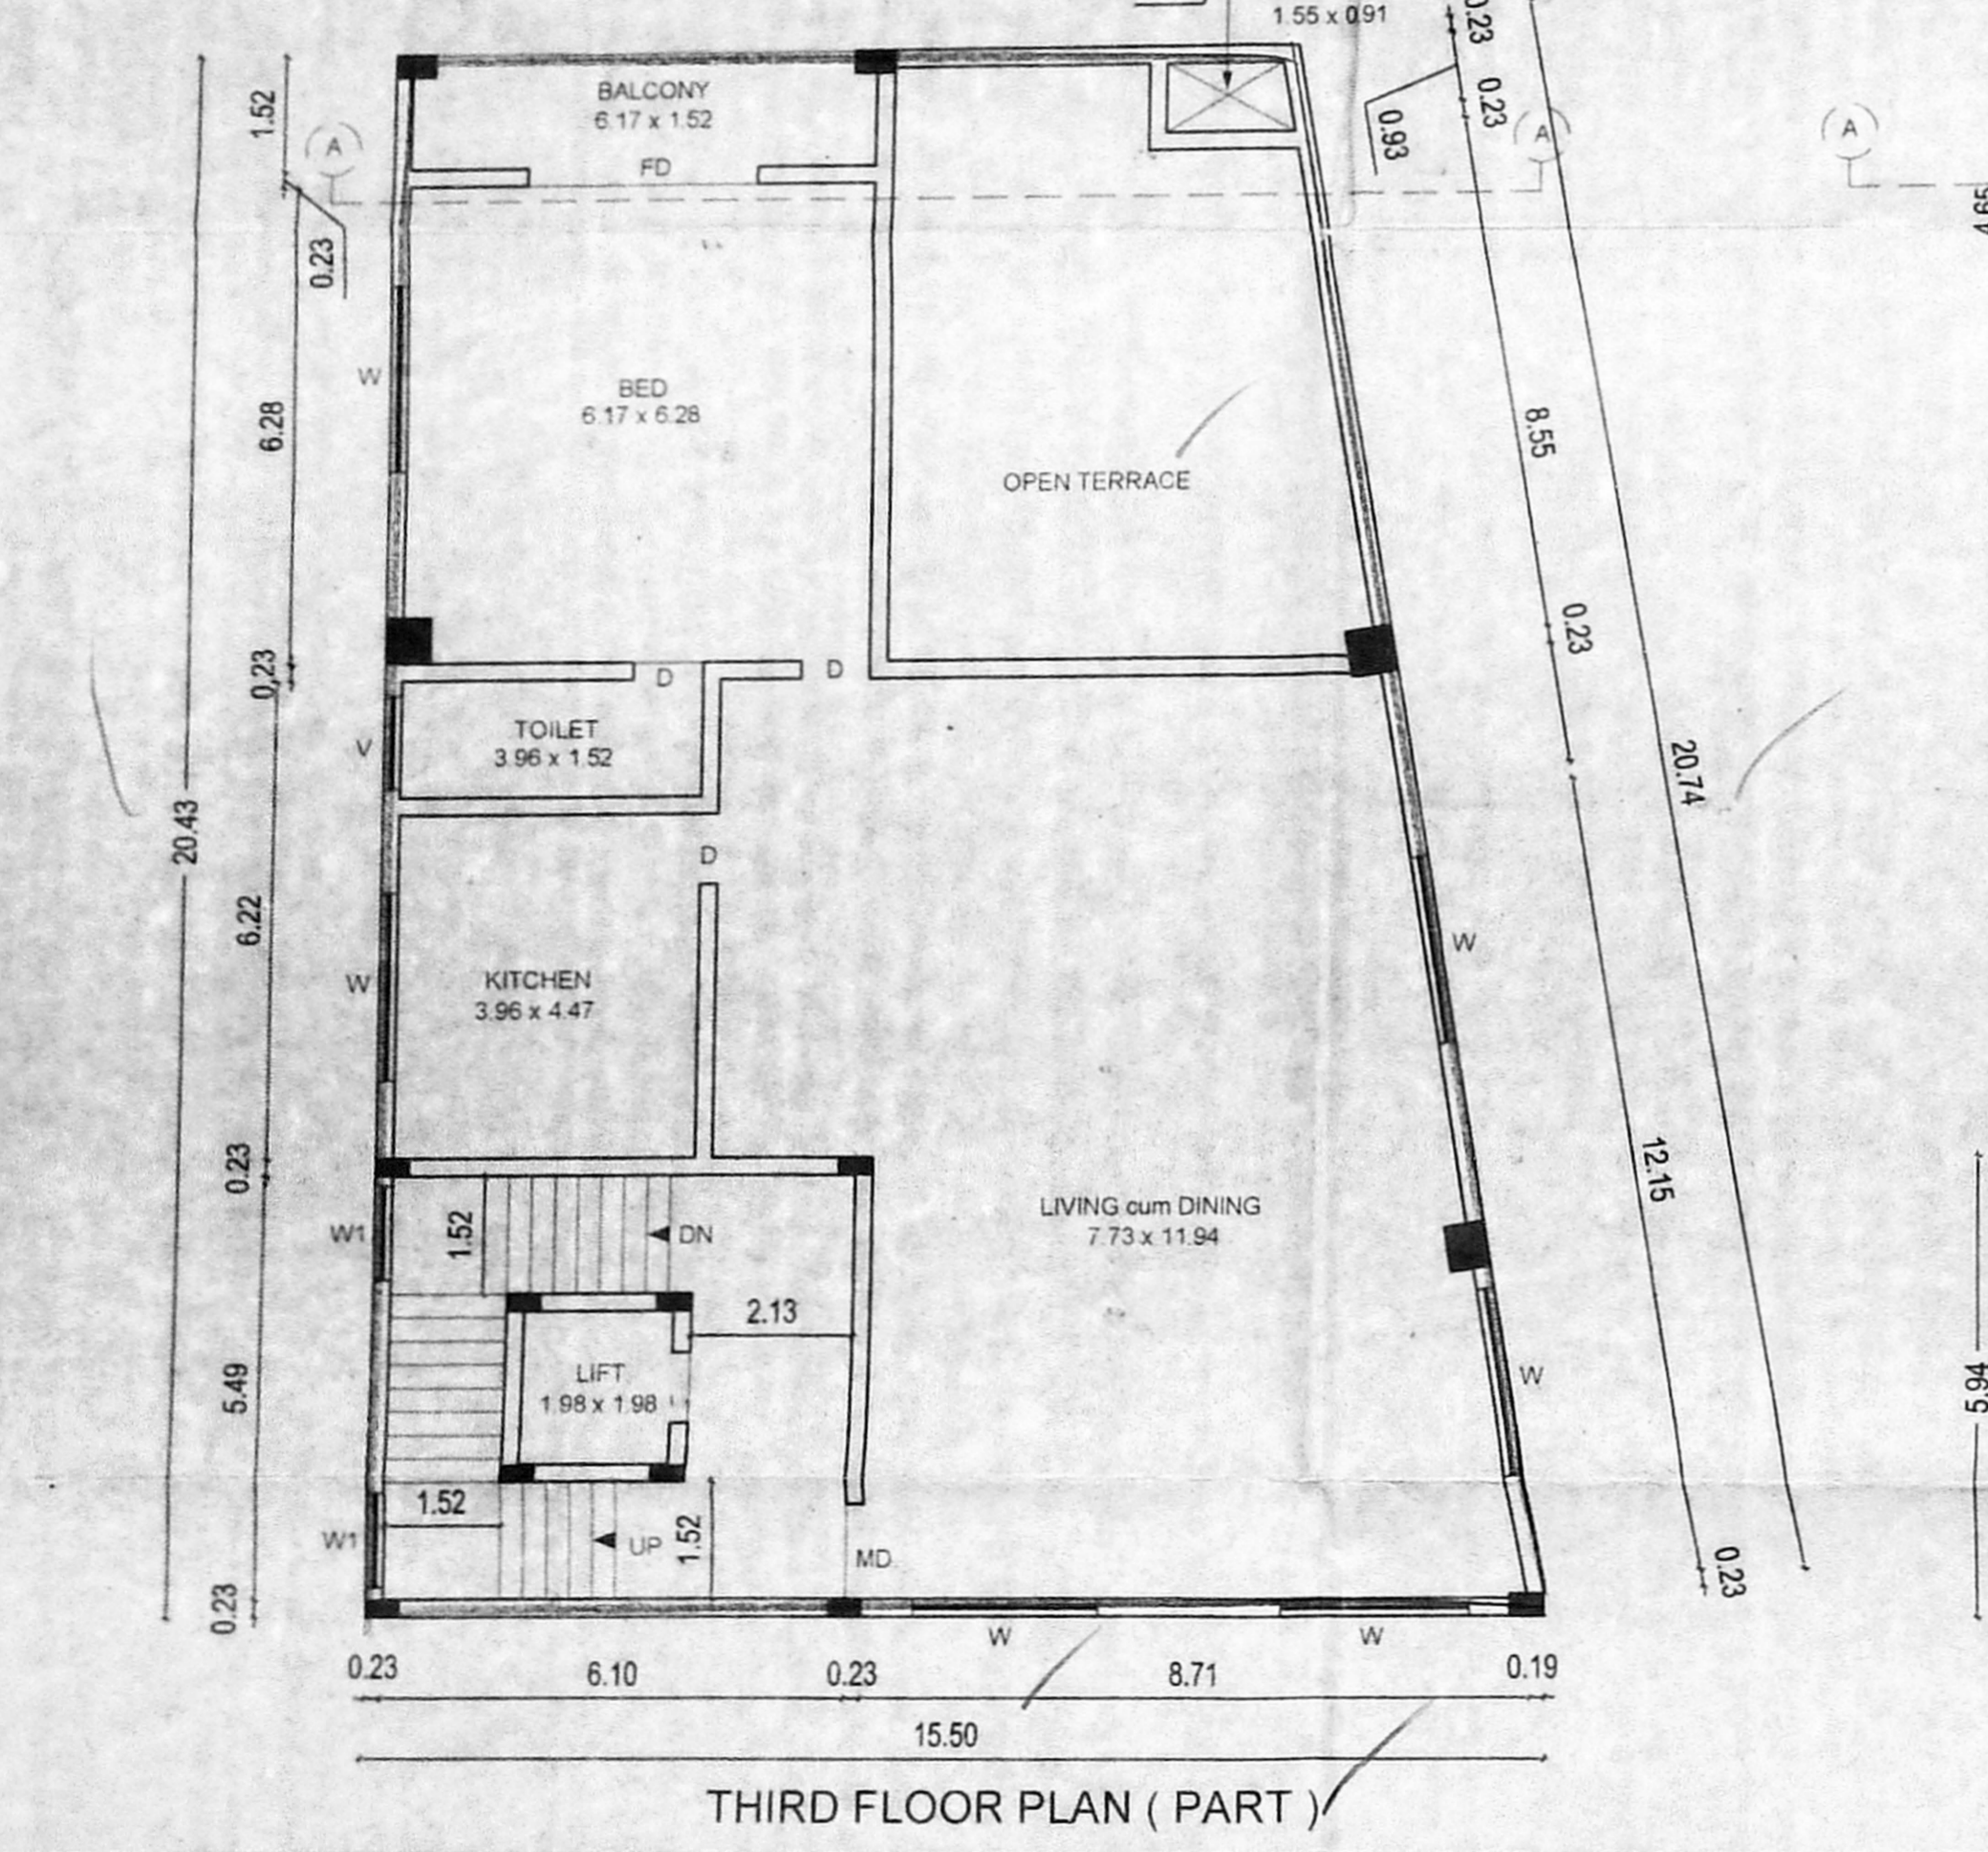 1.55 x 0.91
0.23
1.52
BALCONY
6.17 x 1.52
0.23
0.93
A
A
A
FD
4.65
0.23
W
BED
6.17 x 6.28
6.28
8.55
OPEN TERRACE
0.23
0.23
D
D
V
TOILET
3.96 x 1.52
20.74
20.43
D
6.22
W
W
KITCHEN
3.96 x 4.47
0.23
12.15
W1
1.52
DN
LIVING cum DINING
7.73 x 11.94
2.13
5.49
LIFT
1.98 x 1.98
W
5.94
1.52
W1
UP
1.52
MD
0.23
0.23
W
W
0.23
6.10
0.23
8.71
0.19
15.50
THIRD FLOOR PLAN ( PART )